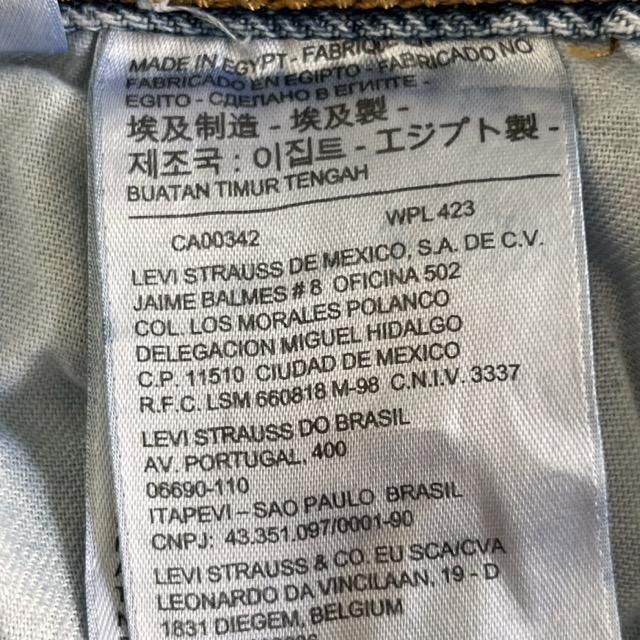 MADE IN EGYPT - FABRIQUE
FABRICADO EN EGIPTO - FABRICADO NO
EGITO - СДЕЛАНО В ЕГИПТЕ -
埃及制造 - 埃及製 -
제조국 : 이집트 - エジプト製 -
BUATAN TIMUR TENGAH
CA00342 WPL 423
LEVI STRAUSS DE MEXICO, S.A. DE C.V.
JAIME BALMES # 8 OFICINA 502
COL. LOS MORALES POLANCO
DELEGACION MIGUEL HIDALGO
C.P. 11510 CIUDAD DE MEXICO
R.F.C. LSM 660818 M-98 C.N.I.V. 3337
LEVI STRAUSS DO BRASIL
AV. PORTUGAL, 400
06690-110
ITAPEVI – SAO PAULO BRASIL
CNPJ: 43.351.097/0001-90
LEVI STRAUSS & CO. EU SCA/CVA
LEONARDO DA VINCILAAN, 19 - D
1831 DIEGEM, BELGIUM